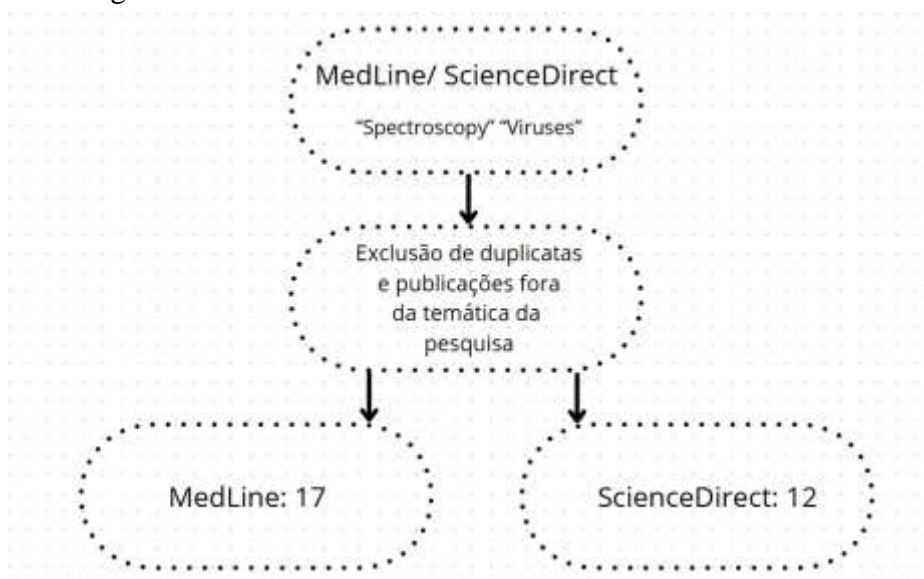 MedLine/ ScienceDirect
“Spectroscopy” “Viruses”
Exclusão de duplicatas
e publicações fora
da temática da
pesquisa
MedLine: 17
ScienceDirect: 12